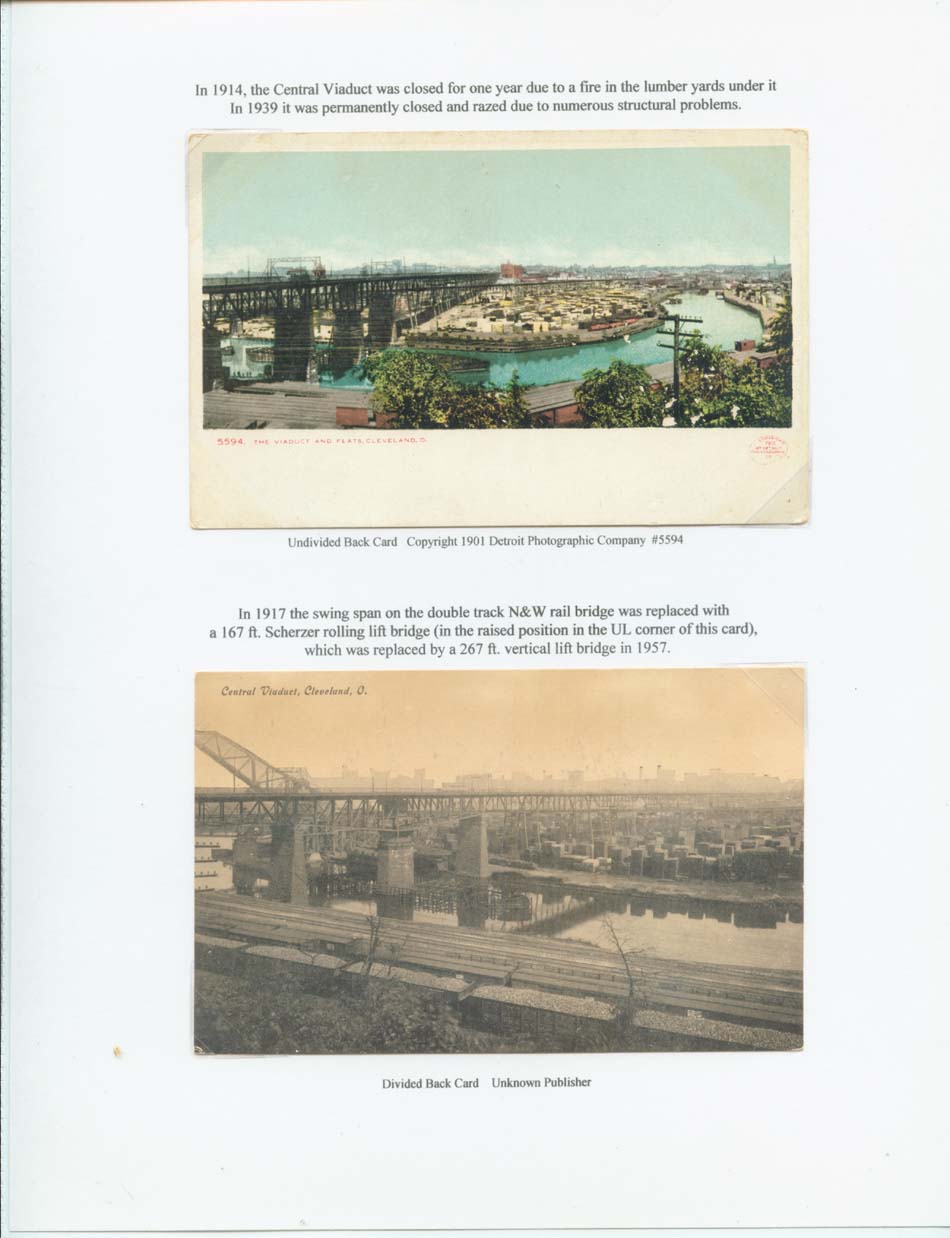 In 1914, the Central Viaduct was closed for one year due to a fire in the lumber yards under it
In 1939 it was permanently closed and razed due to numerous structural problems.
5594. THE VIADUCT AND FLATS, CLEVELAND, O.
Undivided Back Card Copyright 1901 Detroit Photographic Company #5594
In 1917 the swing span on the double track N&W rail bridge was replaced with
a 167 ft. Scherzer rolling lift bridge (in the raised position in the UL corner of this card),
which was replaced by a 267 ft. vertical lift bridge in 1957.
Central Viaduct, Cleveland, O.
Divided Back Card Unknown Publisher